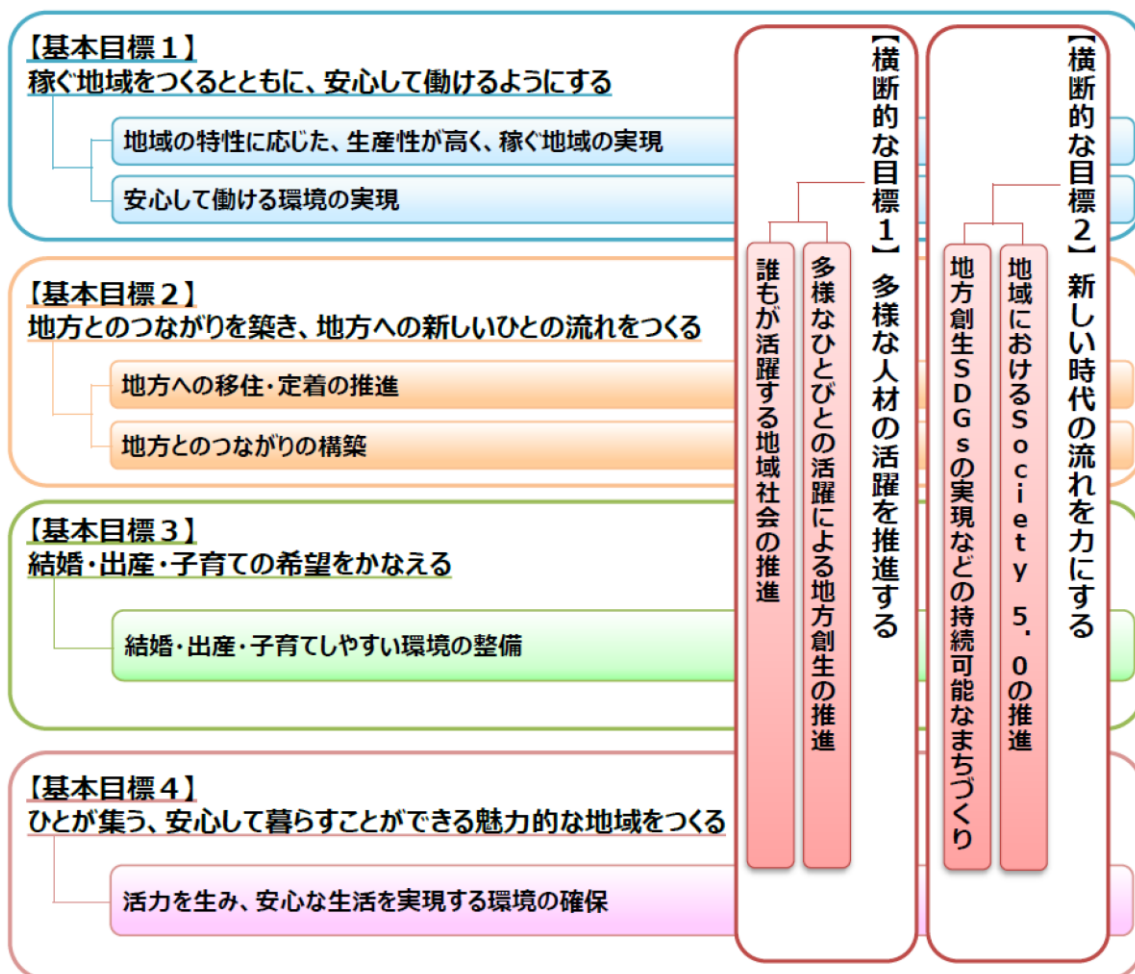 【基本目標１】
稼ぐ地域をつくるとともに、安心して働けるようにする
地域の特性に応じた、生産性が高く、稼ぐ地域の実現
安心して働ける環境の実現
【基本目標２】
地方とのつながりを築き、地方への新しいひとの流れをつくる
地方への移住・定着の推進
地方とのつながりの構築
【基本目標３】
結婚・出産・子育ての希望をかなえる
結婚・出産・子育てしやすい環境の整備
【基本目標４】
ひとが集う、安心して暮らすことができる魅力的な地域をつくる
活力を生み、安心な生活を実現する環境の確保
【横断的な目標１】多様な人材の活躍を推進する
多様なひとびとの活躍による地方創生の推進
誰もが活躍する地域社会の推進
【横断的な目標２】新しい時代の流れを力にする
地域におけるSociety 5.0の推進
地方創生SDGsの実現などの持続可能なまちづくり